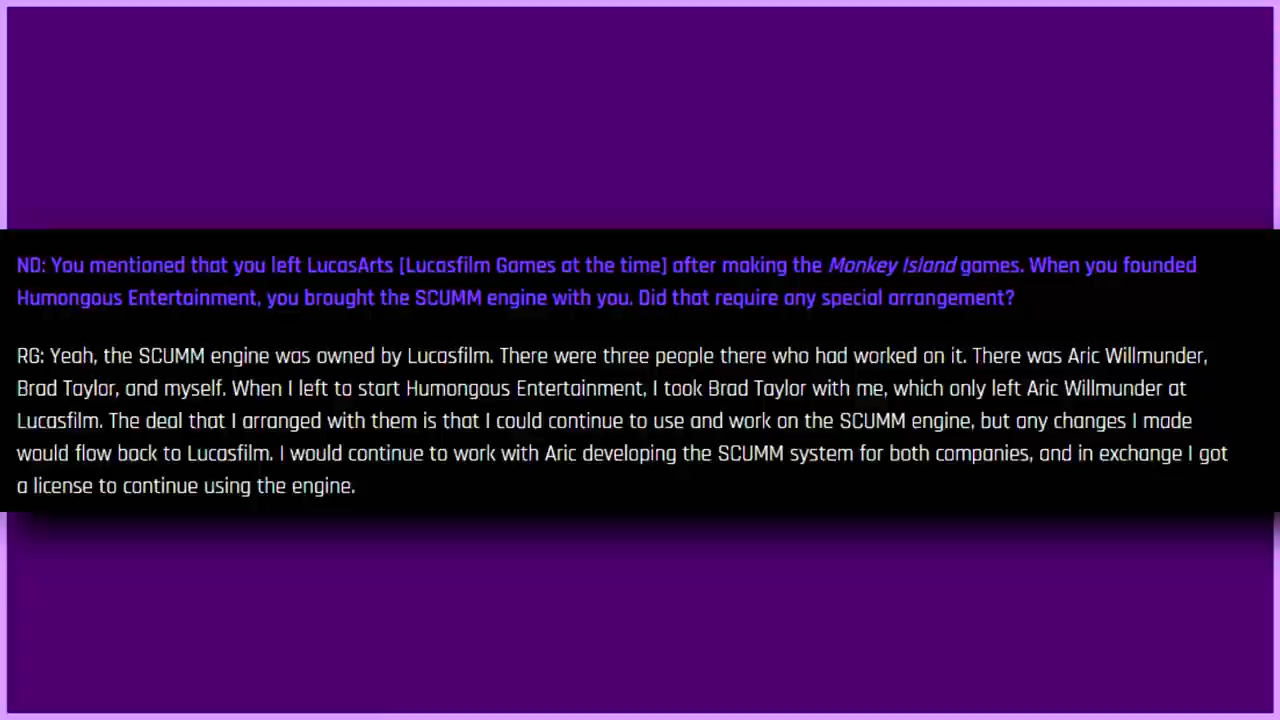 ND: You mentioned that you left LucasArts [Lucasfilm Games at the time] after making the Monkey Island games. When you founded
Humongous Entertainment, you brought the SCUMM engine with you. Did that require any special arrangement?
RG: Yeah, the SCUMM engine was owned by Lucasfilm. There were three people there who had worked on it. There was Aric Willmunder,
Brad Taylor, and myself. When I left to start Humongous Entertainment, I took Brad Taylor with me, which only left Aric Willmunder at
Lucasfilm. The deal that I arranged with them is that I could continue to use and work on the SCUMM engine, but any changes I made
would flow back to Lucasfilm. I would continue to work with Aric developing the SCUMM system for both companies, and in exchange I got
a license to continue using the engine.